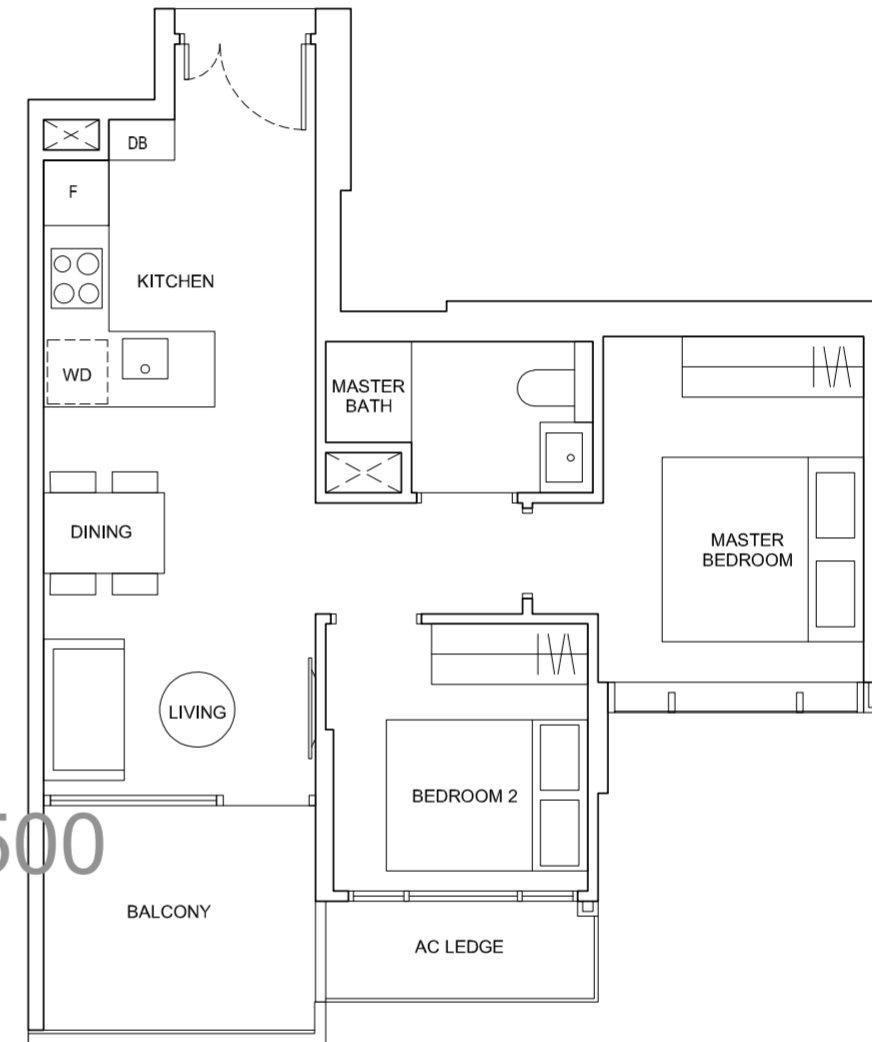 DB
F
KITCHEN
WD
MASTER
BATH
DINING
MASTER
BEDROOM
LIVING
BEDROOM 2
500
BALCONY
AC LEDGE